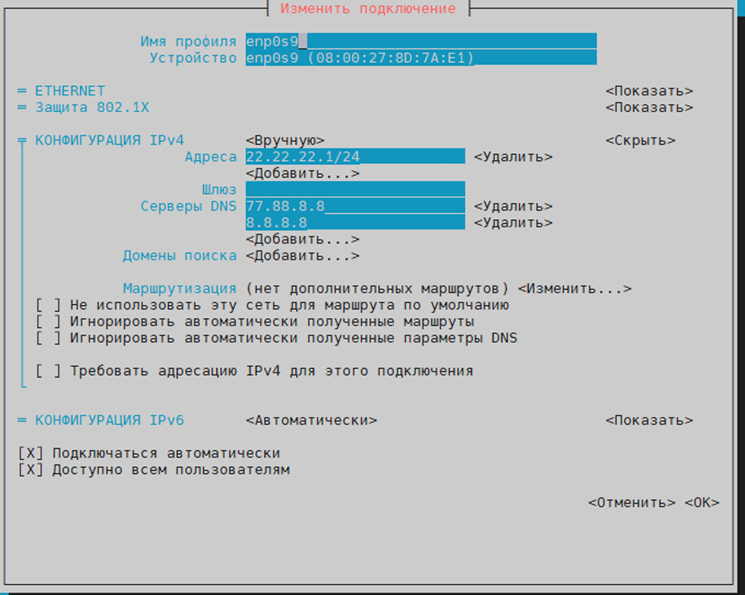 Изменить подключение
Имя профиля enp0s9_
Устройство enp0s9 (08:00:27:8D:7A:E1)
= ETHERNET <Показать>
= Защита 802.1X <Показать>
КОНФИГУРАЦИЯ IPv4 <Вручную> <Скрыть>
Адреса 22.22.22.1/24 <Удалить>
<Добавить...>
Шлюз
Серверы DNS 77.88.8.8 <Удалить>
8.8.8.8 <Удалить>
<Добавить...>
Домены поиска <Добавить...>
Маршрутизация (нет дополнительных маршрутов) <Изменить...>
[ ] Не использовать эту сеть для маршрута по умолчанию
[ ] Игнорировать автоматически полученные маршруты
[ ] Игнорировать автоматически полученные параметры DNS
[ ] Требовать адресацию IPv4 для этого подключения
= КОНФИГУРАЦИЯ IPv6 <Автоматически> <Показать>
[X] Подключаться автоматически
[X] Доступно всем пользователям
<Отменить> <OK>